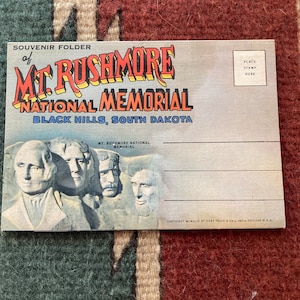 SOUVENIR FOLDER
of
MT. RUSHMORE
NATIONAL MEMORIAL
BLACK HILLS, SOUTH DAKOTA
PLACE
STAMP
HERE
MT. RUSHMORE NATIONAL
MEMORIAL